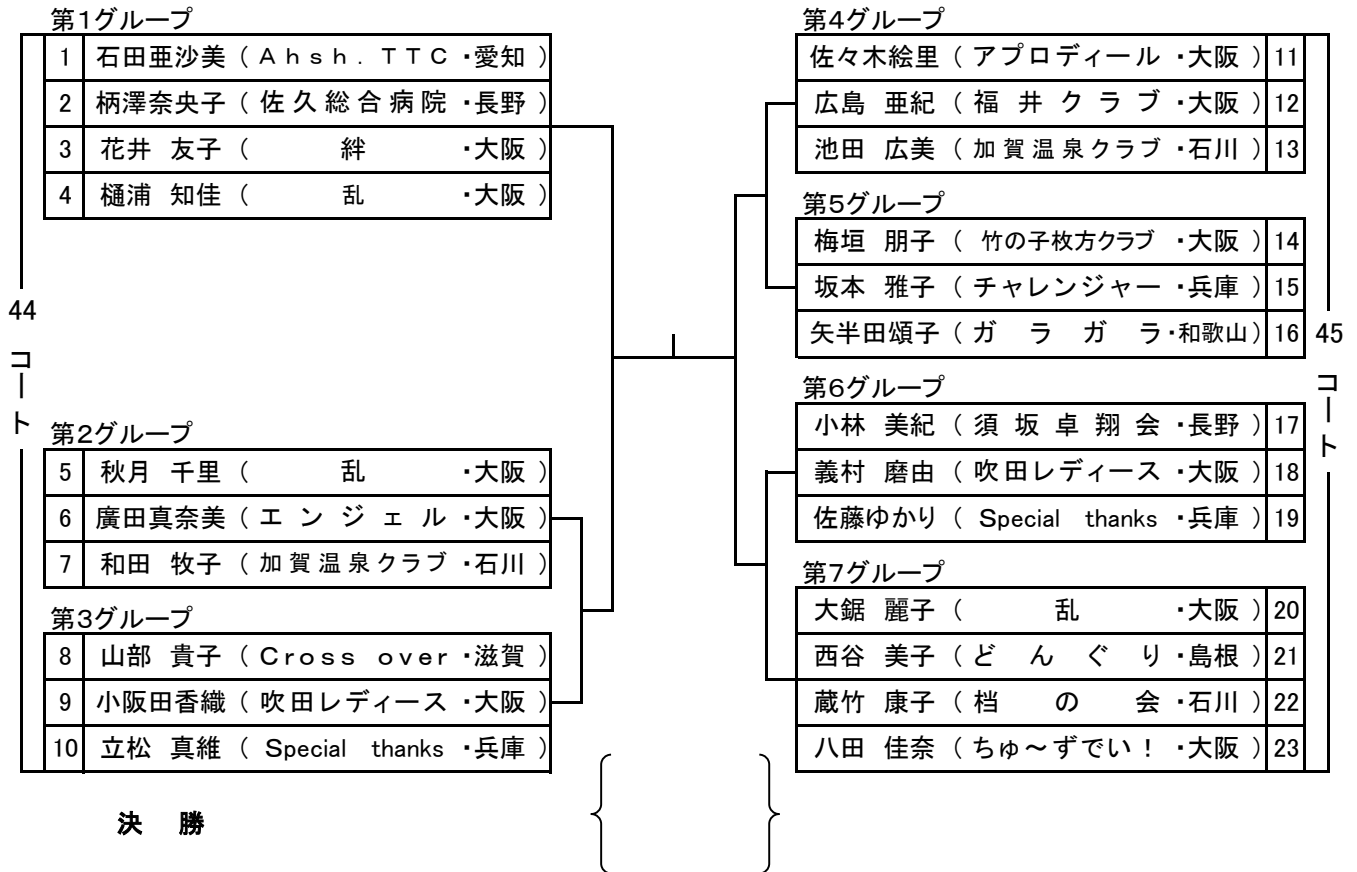 第1グループ
1 石田亜沙美 ( Ahsh. TTC ・愛知 )
2 柄澤奈央子 ( 佐久総合病院 ・長野 )
3 花井 友子 ( 絆 ・大阪 )
4 樋浦 知佳 ( 乱 ・大阪 )
44コート
第2グループ
5 秋月 千里 ( 乱 ・大阪 )
6 廣田真奈美 ( エンジェル ・大阪 )
7 和田 牧子 ( 加賀温泉クラブ ・石川 )
第3グループ
8 山部 貴子 ( Cross over ・滋賀 )
9 小阪田香織 ( 吹田レディース ・大阪 )
10 立松 真維 ( Special thanks ・兵庫 )
決 勝
第4グループ
佐々木絵里 ( アプロディール ・大阪 ) 11
広島 亜紀 ( 福井クラブ ・大阪 ) 12
池田 広美 ( 加賀温泉クラブ ・石川 ) 13
第5グループ
梅垣 朋子 ( 竹の子枚方クラブ ・大阪 ) 14
坂本 雅子 ( チャレンジャー ・兵庫 ) 15
矢半田頌子 ( ガラガラ ・和歌山 ) 16
45コート
第6グループ
小林 美紀 ( 須坂卓翔会 ・長野 ) 17
義村 磨由 ( 吹田レディース ・大阪 ) 18
佐藤ゆかり ( Special thanks ・兵庫 ) 19
第7グループ
大鋸 麗子 ( 乱 ・大阪 ) 20
西谷 美子 ( どんぐり ・島根 ) 21
蔵竹 康子 ( 档の会 ・石川 ) 22
八田 佳奈 ( ちゅ～ずでい！ ・大阪 ) 23